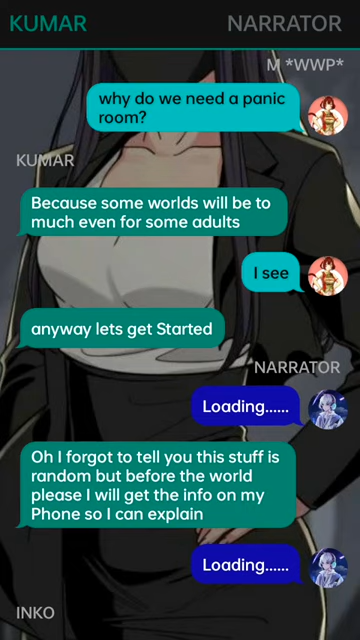 KUMAR
NARRATOR
M *WWP*
why do we need a panic
room?
KUMAR
Because some worlds will be to
much even for some adults
I see
anyway lets get Started
NARRATOR
Loading......
Oh I forgot to tell you this stuff is
random but before the world
please I will get the info on my
Phone so I can explain
Loading......
INKO